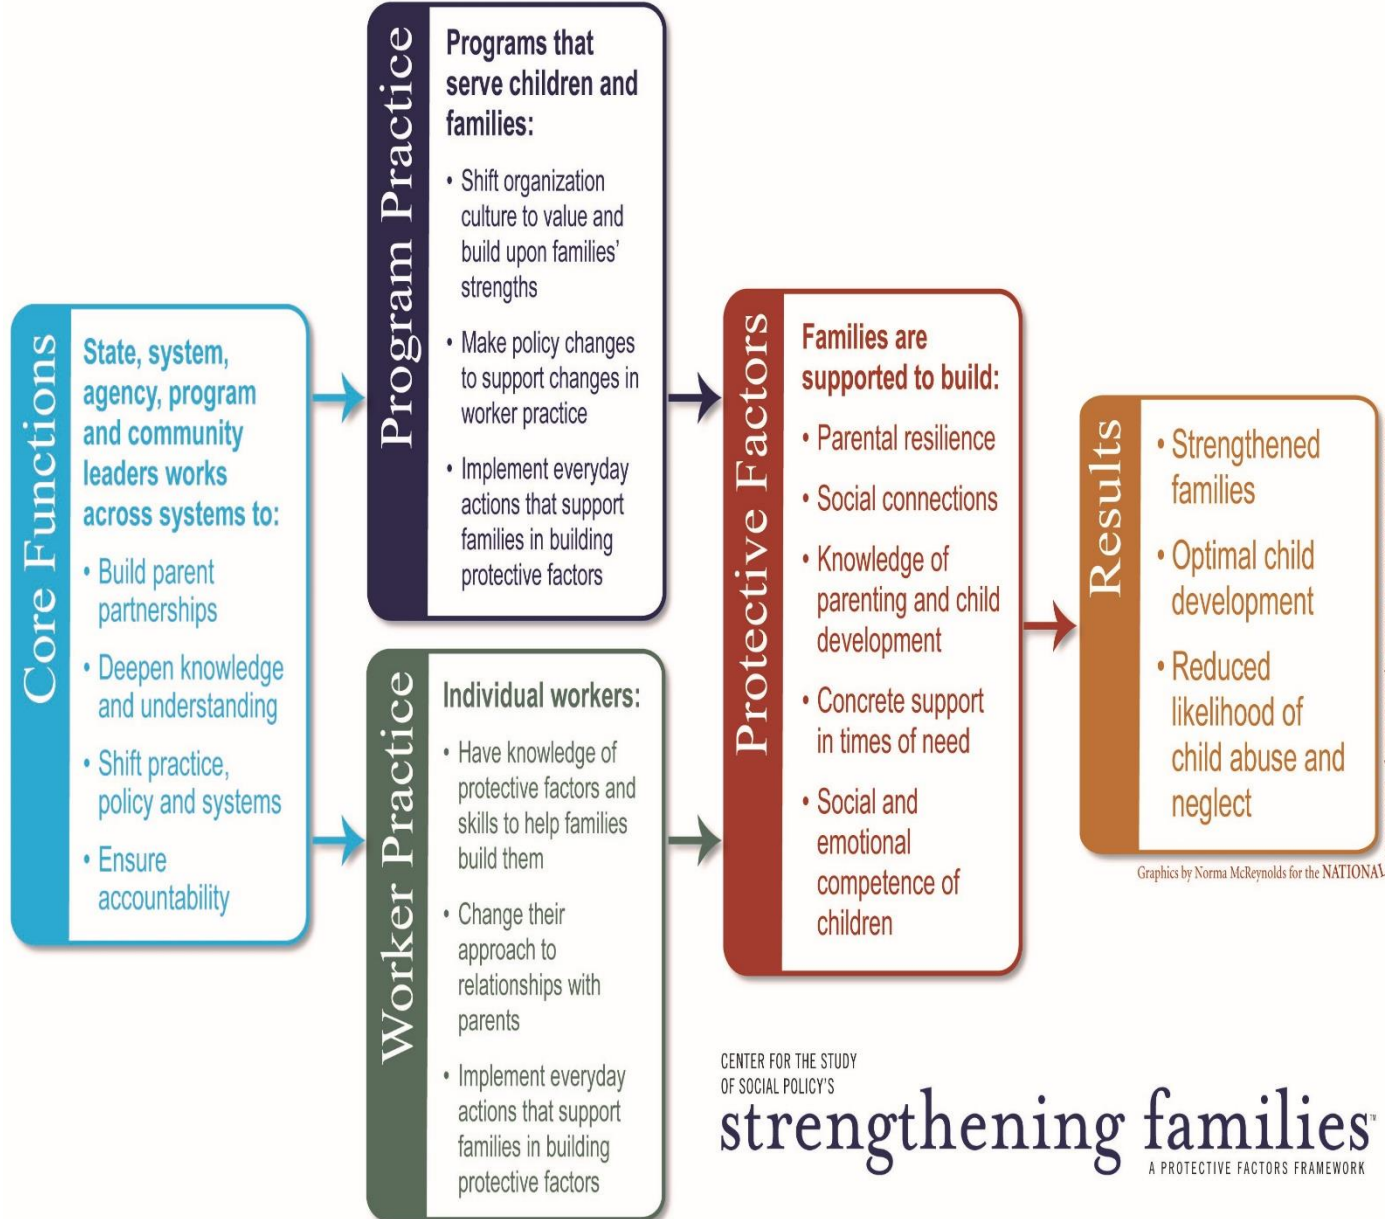 Core Functions
State, system,
agency, program
and community
leaders works
across systems to:
• Build parent
partnerships
• Deepen knowledge
and understanding
• Shift practice,
policy and systems
• Ensure
accountability
Program Practice
Programs that
serve children and
families:
• Shift organization
culture to value and
build upon families’
strengths
• Make policy changes
to support changes in
worker practice
• Implement everyday
actions that support
families in building
protective factors
Worker Practice
Individual workers:
• Have knowledge of
protective factors and
skills to help families
build them
• Change their
approach to
relationships with
parents
• Implement everyday
actions that support
families in building
protective factors
Protective Factors
Families are
supported to build:
• Parental resilience
• Social connections
• Knowledge of
parenting and child
development
• Concrete support
in times of need
• Social and
emotional
competence of
children
Results
• Strengthened
families
• Optimal child
development
• Reduced
likelihood of
child abuse and
neglect
Graphics by Norma McReynolds for the NATIONAL
CENTER FOR THE STUDY
OF SOCIAL POLICY’S
strengthening families™
A PROTECTIVE FACTORS FRAMEWORK